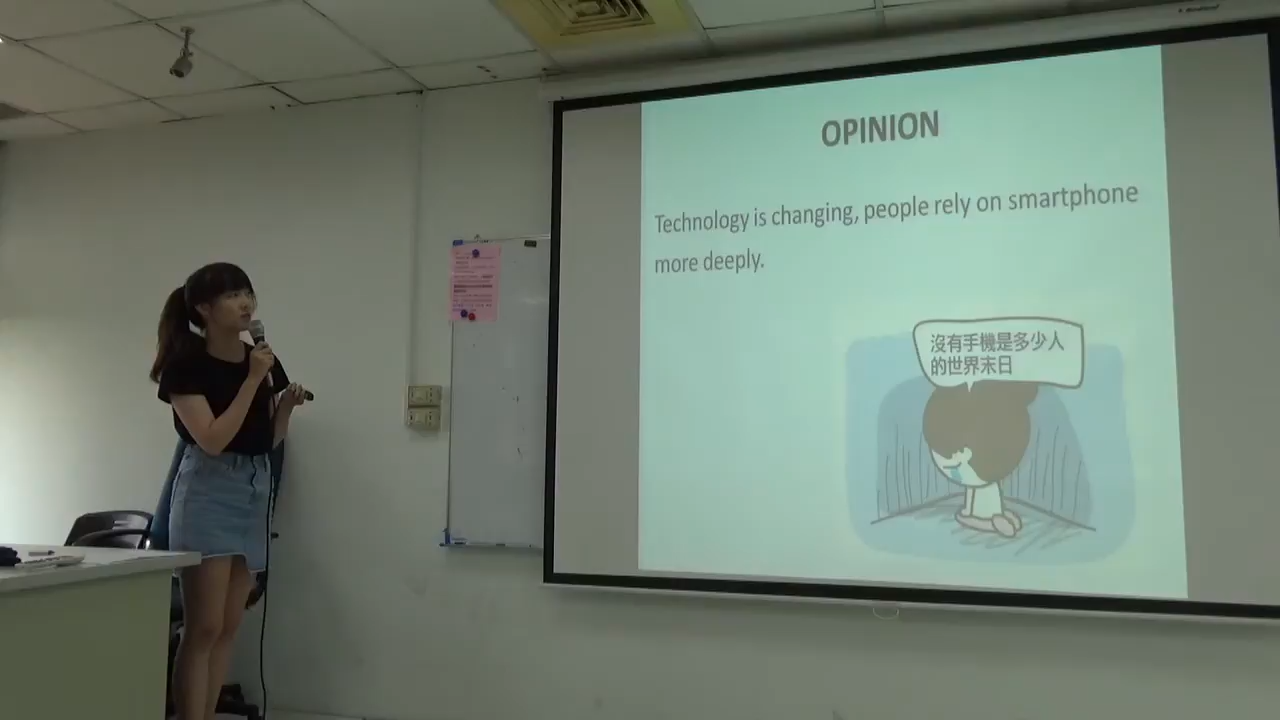 OPINION
Technology is changing, people rely on smartphone
more deeply.
沒有手機是多少人
的世界末日